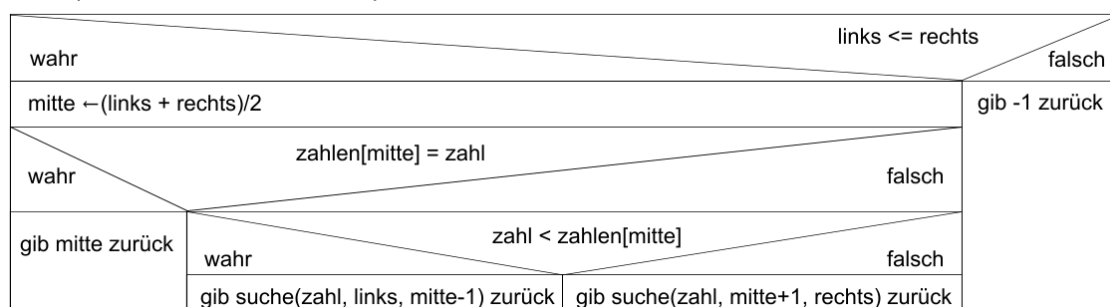 links <= rechts
wahr
falsch
mitte ←(links + rechts)/2
gib -1 zurück
zahlen[mitte] = zahl
wahr
falsch
gib mitte zurück
zahl < zahlen[mitte]
wahr
falsch
gib suche(zahl, links, mitte-1) zurück
gib suche(zahl, mitte+1, rechts) zurück